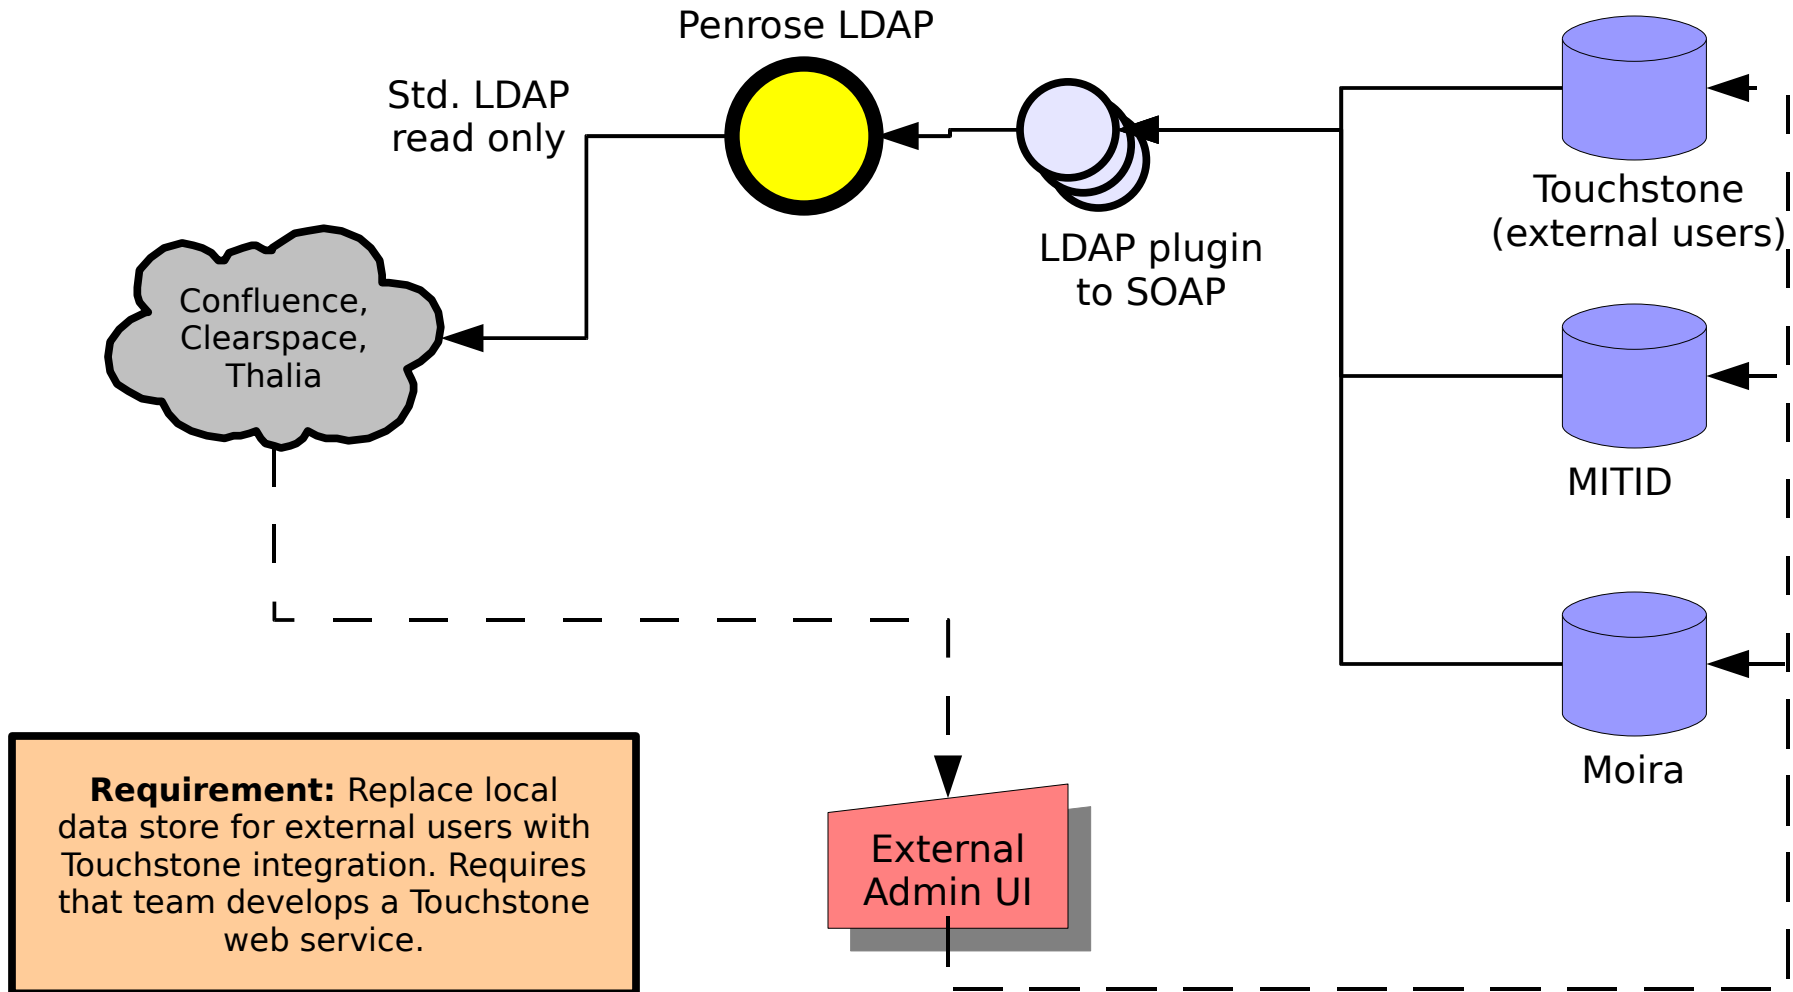 Penrose LDAP
Std. LDAP
read only
Touchstone
(external users)
LDAP plugin
to SOAP
Confluence,
Clearspace,
Thalia
MITID
Moira
Requirement: Replace local
data store for external users with
Touchstone integration. Requires
that team develops a Touchstone
web service.
External
Admin UI